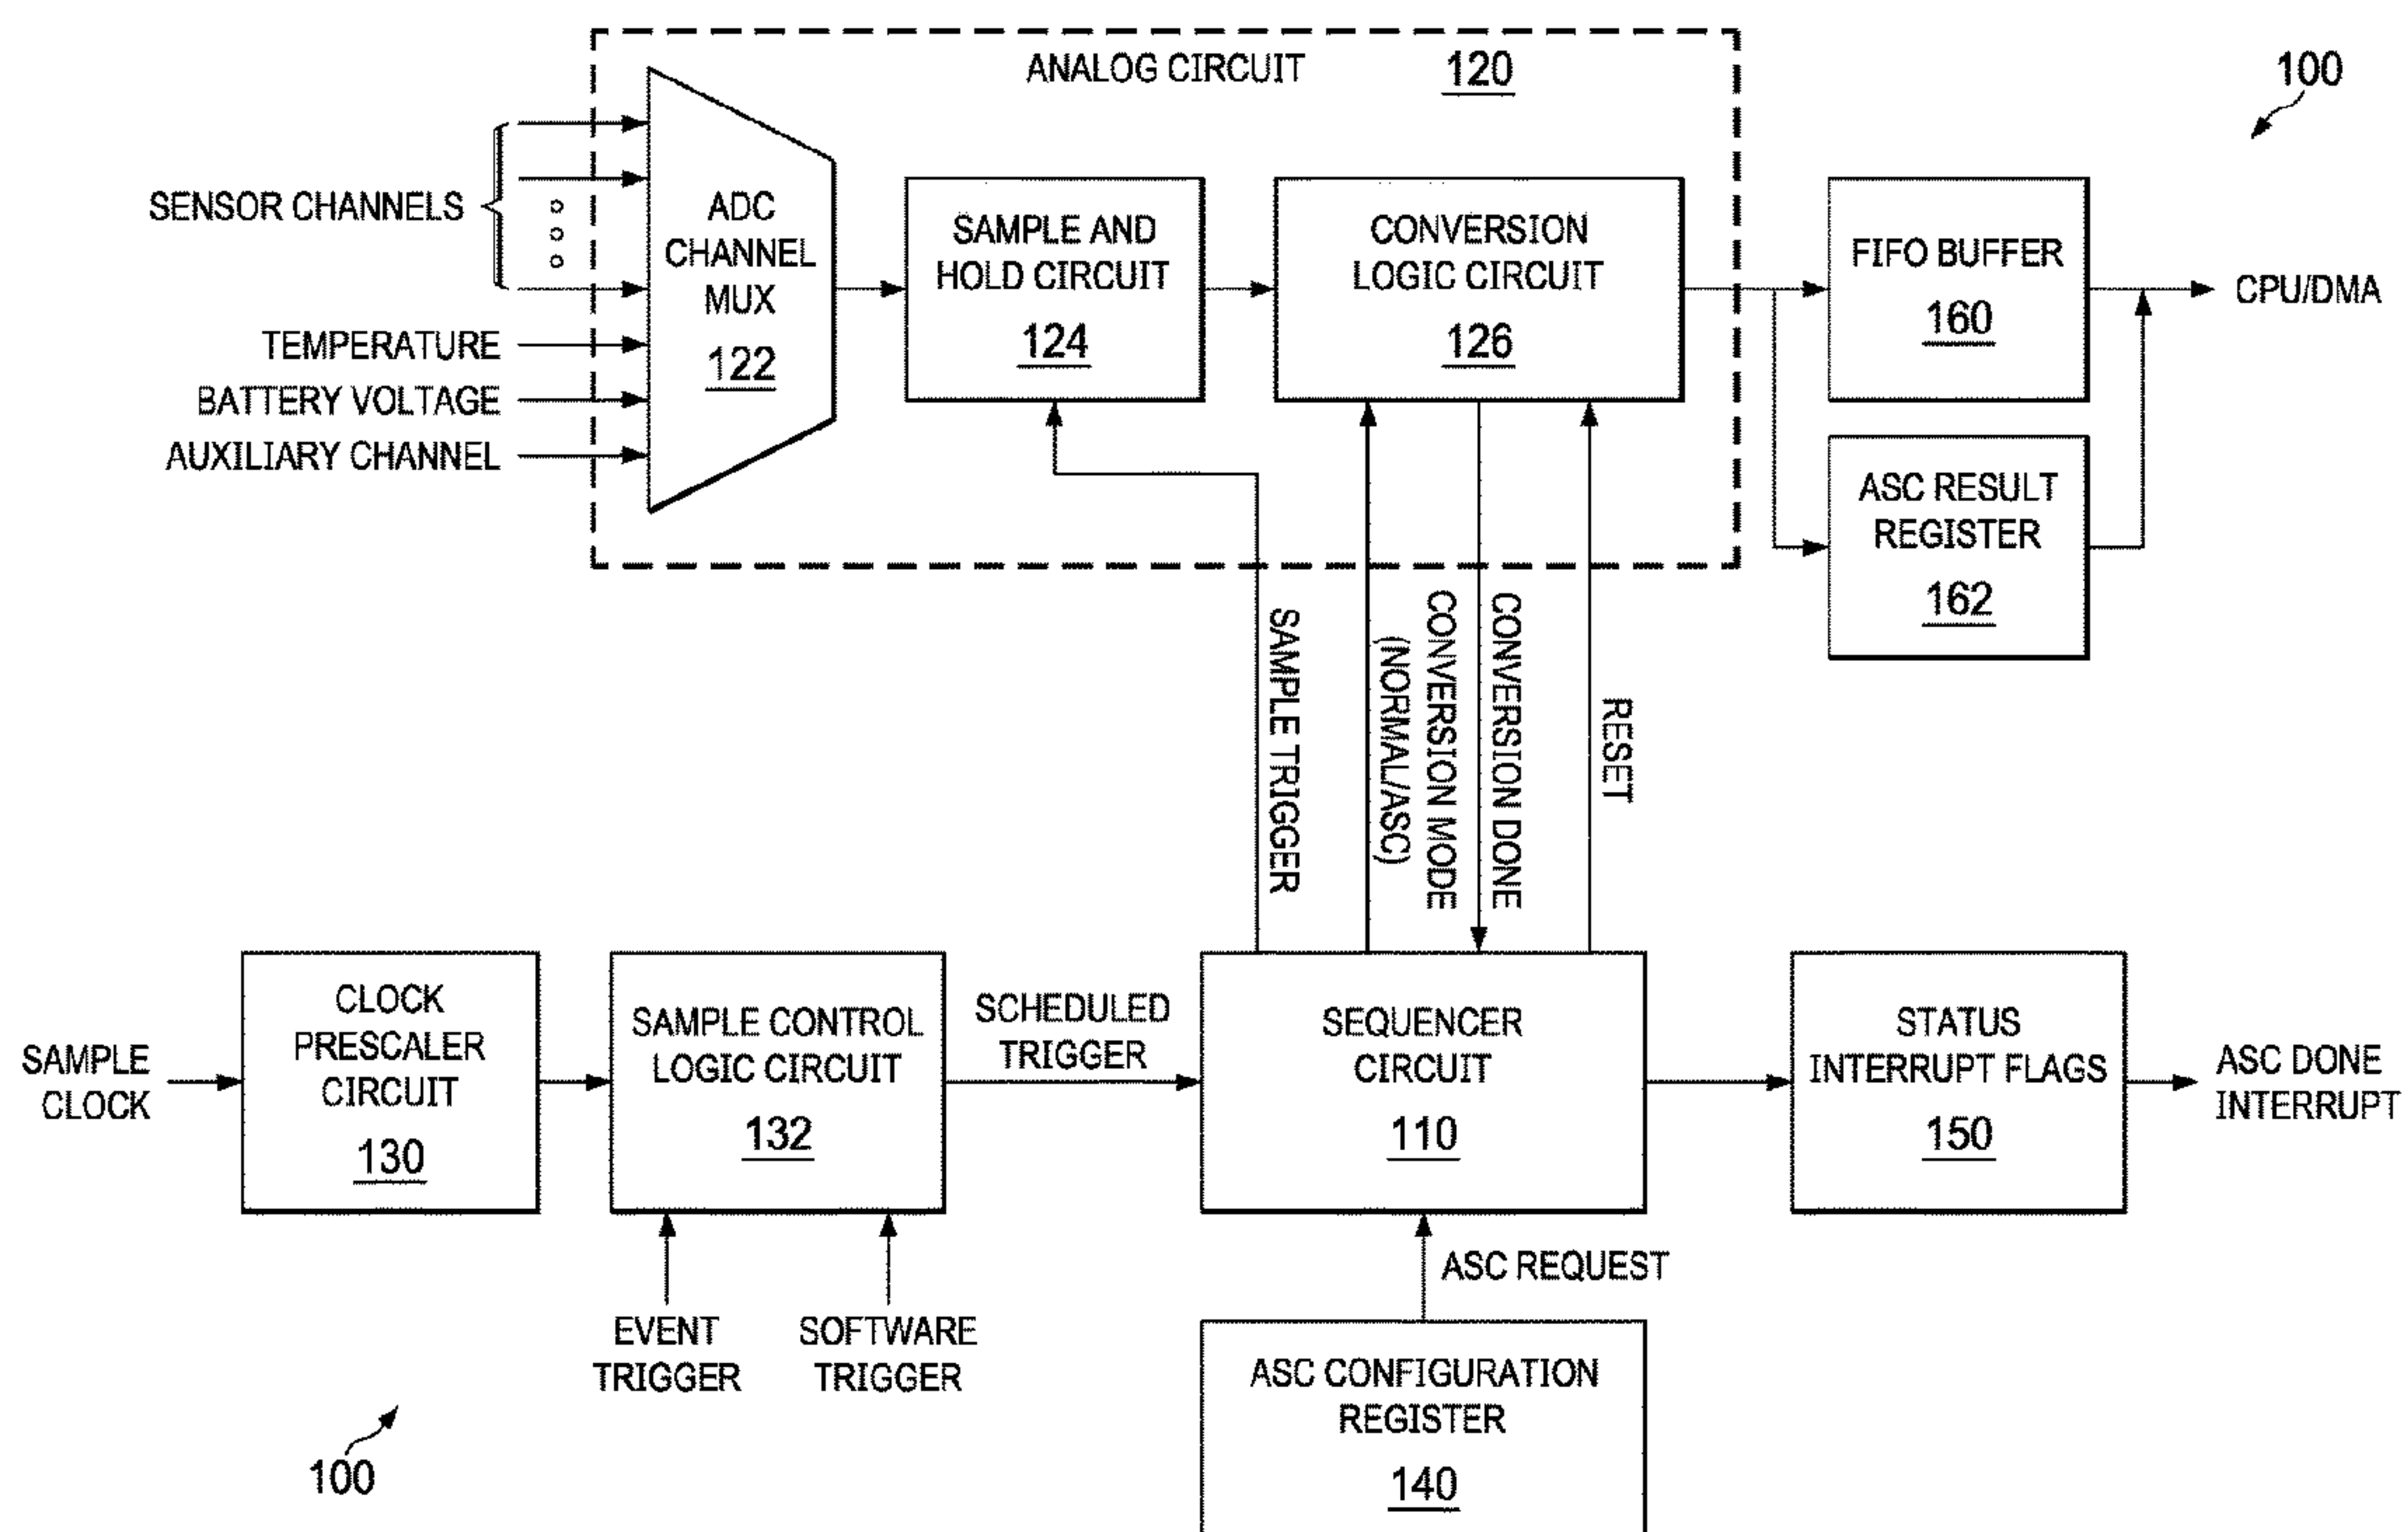 ANALOG CIRCUIT 120
100
SENSOR CHANNELS
TEMPERATURE
BATTERY VOLTAGE
AUXILIARY CHANNEL
ADC
CHANNEL
MUX
122
SAMPLE AND
HOLD CIRCUIT
124
CONVERSION
LOGIC CIRCUIT
126
FIFO BUFFER
160
CPU/DMA
ASC RESULT
REGISTER
162
SAMPLE TRIGGER
CONVERSION MODE
(NORMAL/ASC)
CONVERSION DONE
RESET
SAMPLE
CLOCK
CLOCK
PRESCALER
CIRCUIT
130
SAMPLE CONTROL
LOGIC CIRCUIT
132
SCHEDULED
TRIGGER
SEQUENCER
CIRCUIT
110
STATUS
INTERRUPT FLAGS
150
ASC DONE
INTERRUPT
EVENT
TRIGGER
SOFTWARE
TRIGGER
ASC REQUEST
ASC CONFIGURATION
REGISTER
140
100